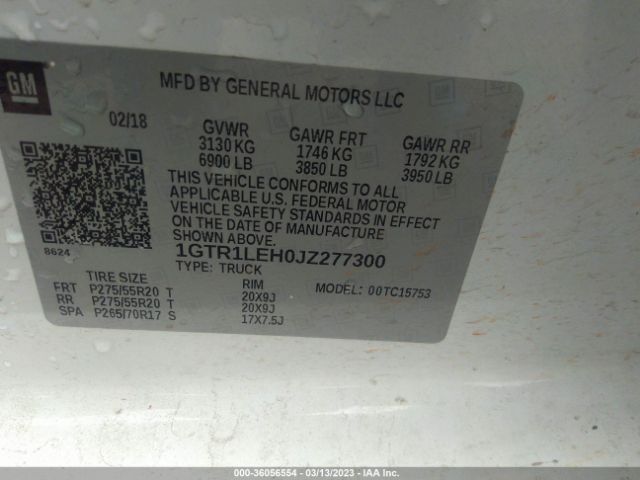 GM
MFD BY GENERAL MOTORS LLC
02/18
GVWR GAWR FRT GAWR RR
3130 KG 1746 KG 1792 KG
6900 LB 3850 LB 3950 LB
THIS VEHICLE CONFORMS TO ALL
APPLICABLE U.S. FEDERAL MOTOR
VEHICLE SAFETY STANDARDS IN EFFECT
ON THE DATE OF MANUFACTURE
SHOWN ABOVE.
8624
1GTR1LEH0JZ277300
TYPE: TRUCK
MODEL: 00TC15753
TIRE SIZE RIM
FRT P275/55R20 T 20X9J
RR P275/55R20 T 20X9J
SPA P265/70R17 S 17X7.5J
000-36056554 — 03/13/2023 — IAA Inc.